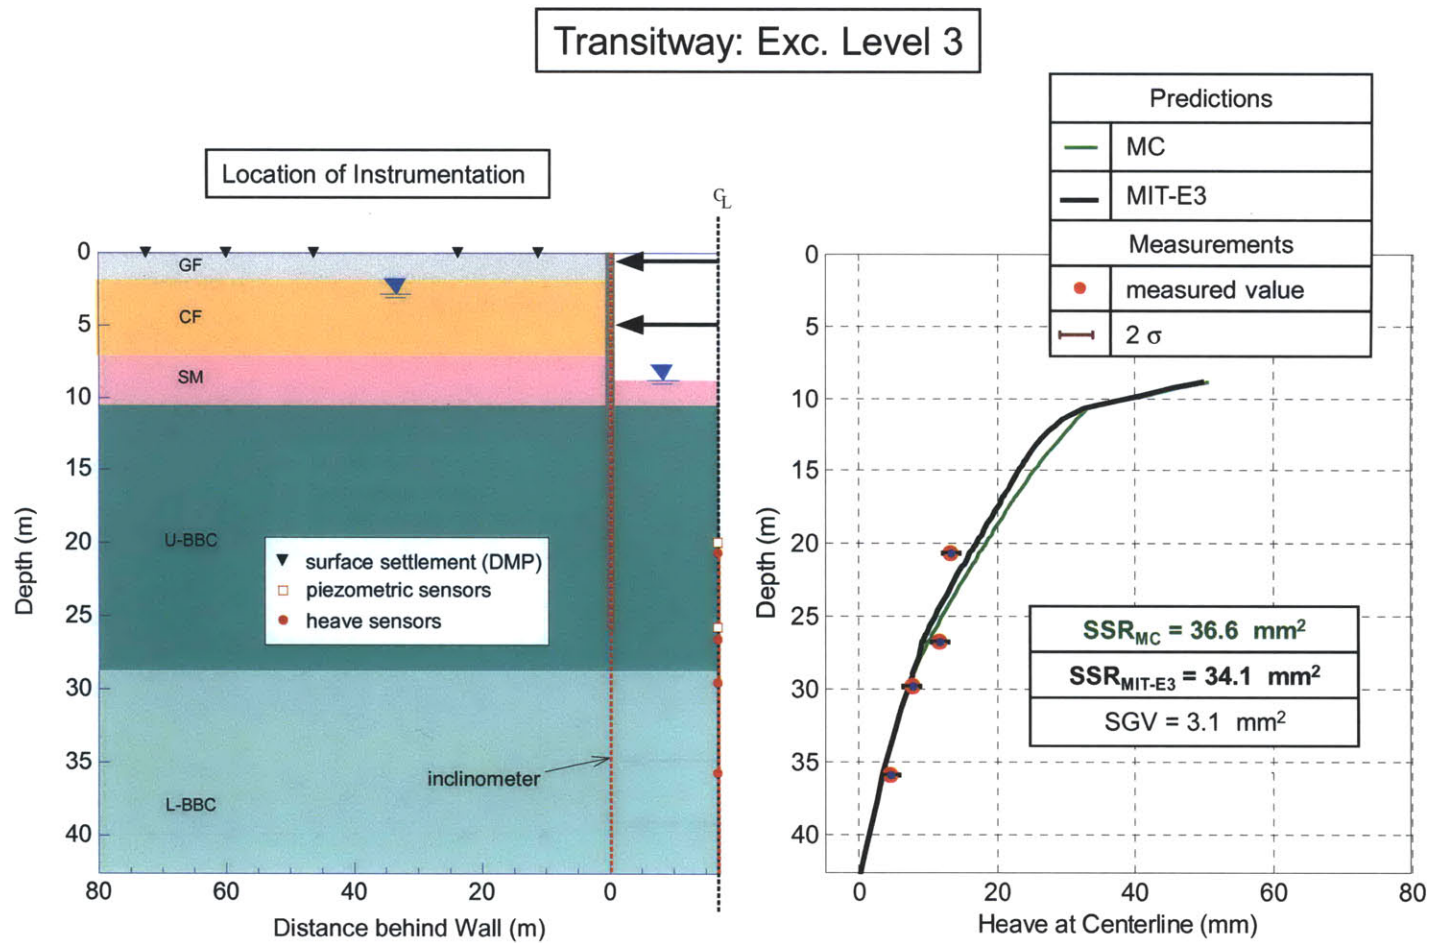 Transitway: Exc. Level 3
Location of Instrumentation
CL
0
5
10
15
20
25
30
35
40
Depth (m)
GF
CF
SM
U-BBC
L-BBC
surface settlement (DMP)
piezometric sensors
heave sensors
inclinometer
80
60
40
20
0
Distance behind Wall (m)
Predictions
MC
MIT-E3
Measurements
measured value
2 σ
0
5
10
15
20
25
30
35
40
Depth (m)
SSR_MC = 36.6 mm²
SSR_MIT-E3 = 34.1 mm²
SGV = 3.1 mm²
0
20
40
60
80
Heave at Centerline (mm)